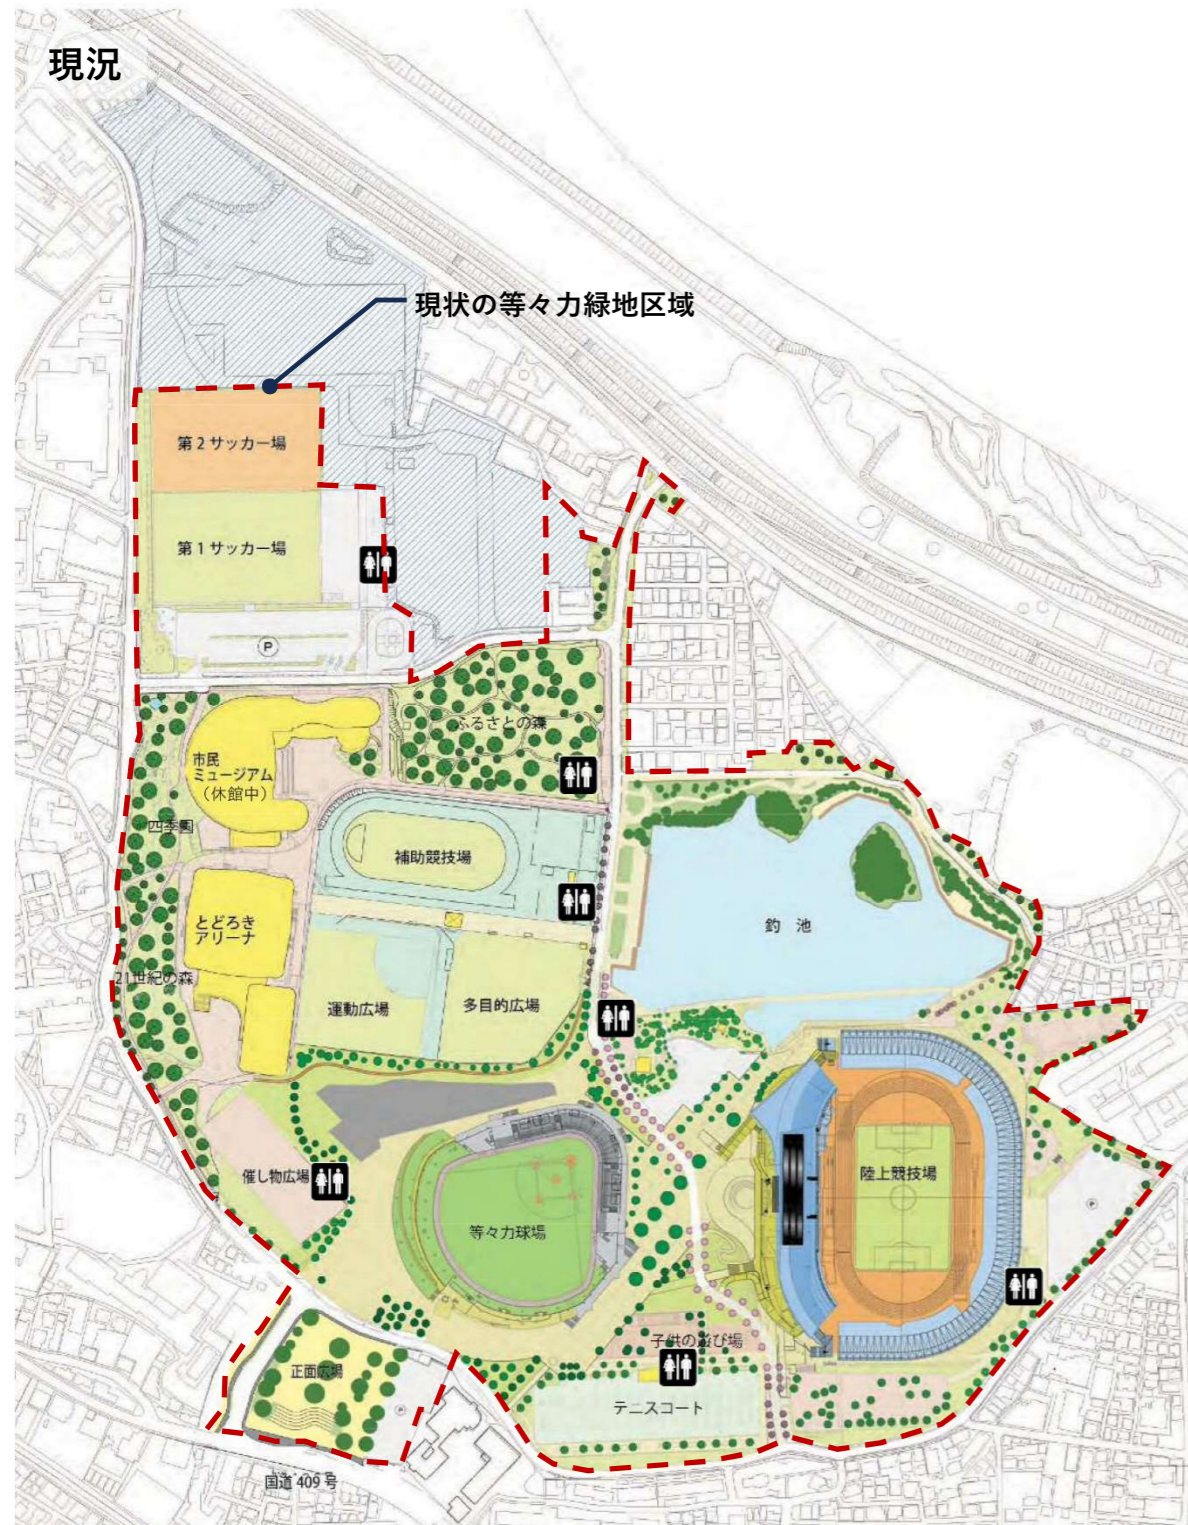 現況
現状の等々力緑地区域
第2サッカー場
第1サッカー場
P
ふるさとの森
市民
ミュージアム
(休館中)
四季園
補助競技場
とどろき
アリーナ
釣 池
21世紀の森
運動広場
多目的広場
催し物広場
陸上競技場
P
等々力球場
子供の遊び場
正面広場
P
テニスコート
国道409号